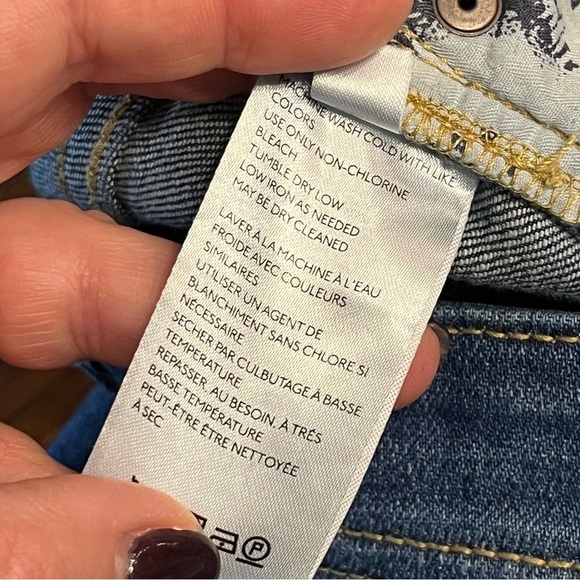 MACHINE WASH COLD WITH LIKE
COLORS
USE ONLY NON-CHLORINE
BLEACH
TUMBLE DRY LOW
LOW IRON AS NEEDED
MAY BE DRY CLEANED
LAVER À LA MACHINE À L'EAU
FROIDE AVEC COULEURS
SIMILAIRES
UTILISER UN AGENT DE
BLANCHIMENT SANS CHLORE SI
NÉCESSAIRE
SECHER PAR CULBUTAGE À BASSE
TEMPÉRATURE
REPASSER, AU BESOIN, À TRÉS
BASSE TEMPÉRATURE
PEUT-ÊTRE ÊTRE NETTOYÉE
À SEC
P